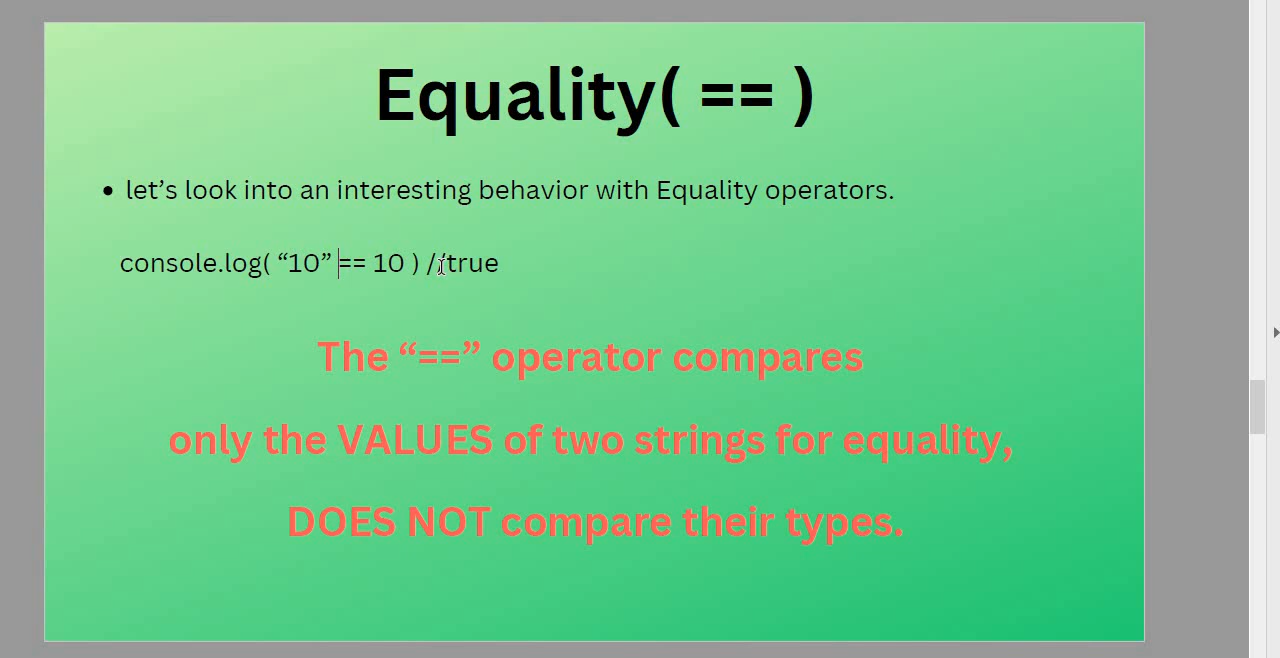 Equality( == )
• let’s look into an interesting behavior with Equality operators.
console.log( “10” == 10 ) //true
The “==” operator compares
only the VALUES of two strings for equality,
DOES NOT compare their types.